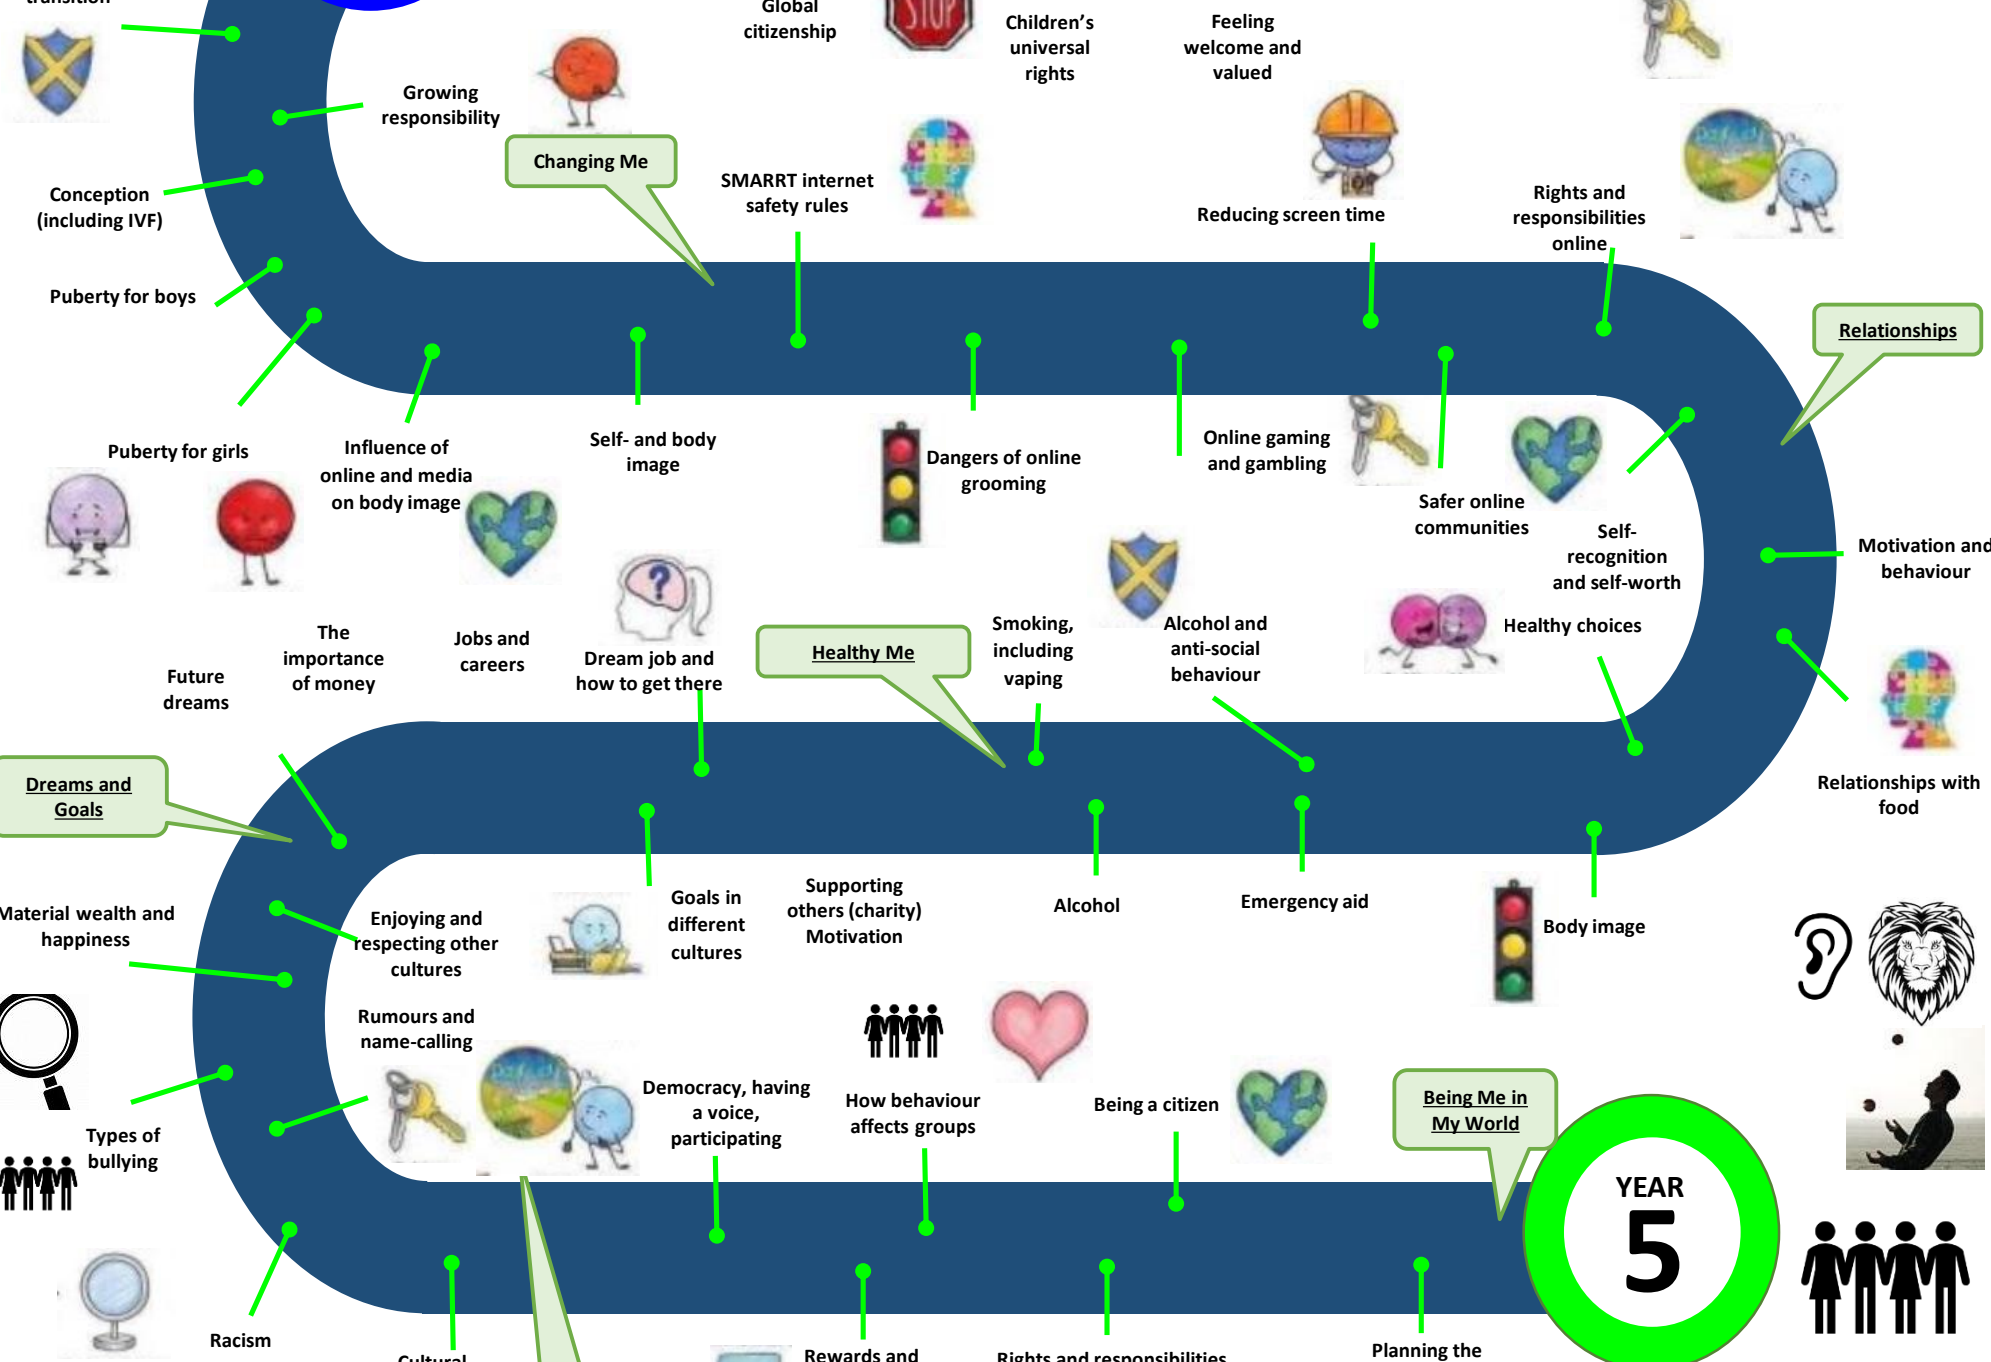 transition
Global
citizenship
STOP
Children's
universal
rights
Feeling
welcome and
valued
Growing
responsibility
Changing Me
SMARRT internet
safety rules
Reducing screen time
Rights and
responsibilities
online
Conception
(including IVF)
Puberty for boys
Relationships
Puberty for girls
Influence of
online and media
on body image
Self- and body
image
Dangers of online
grooming
Online gaming
and gambling
Safer online
communities
Self-
recognition
and self-worth
Motivation and
behaviour
Healthy choices
Relationships with
food
Future
dreams
The
importance
of money
Jobs and
careers
?
Dream job and
how to get there
Healthy Me
Smoking,
including
vaping
Alcohol and
anti-social
behaviour
Dreams and
Goals
Material wealth and
happiness
Enjoying and
respecting other
cultures
Goals in
different
cultures
Supporting
others (charity)
Motivation
Alcohol
Emergency aid
Body image
Rumours and
name-calling
Types of
bullying
Democracy, having
a voice,
participating
How behaviour
affects groups
Being a citizen
Being Me in
My World
YEAR
5
Racism
Cultural
Rewards and
Rights and responsibilities
Planning the